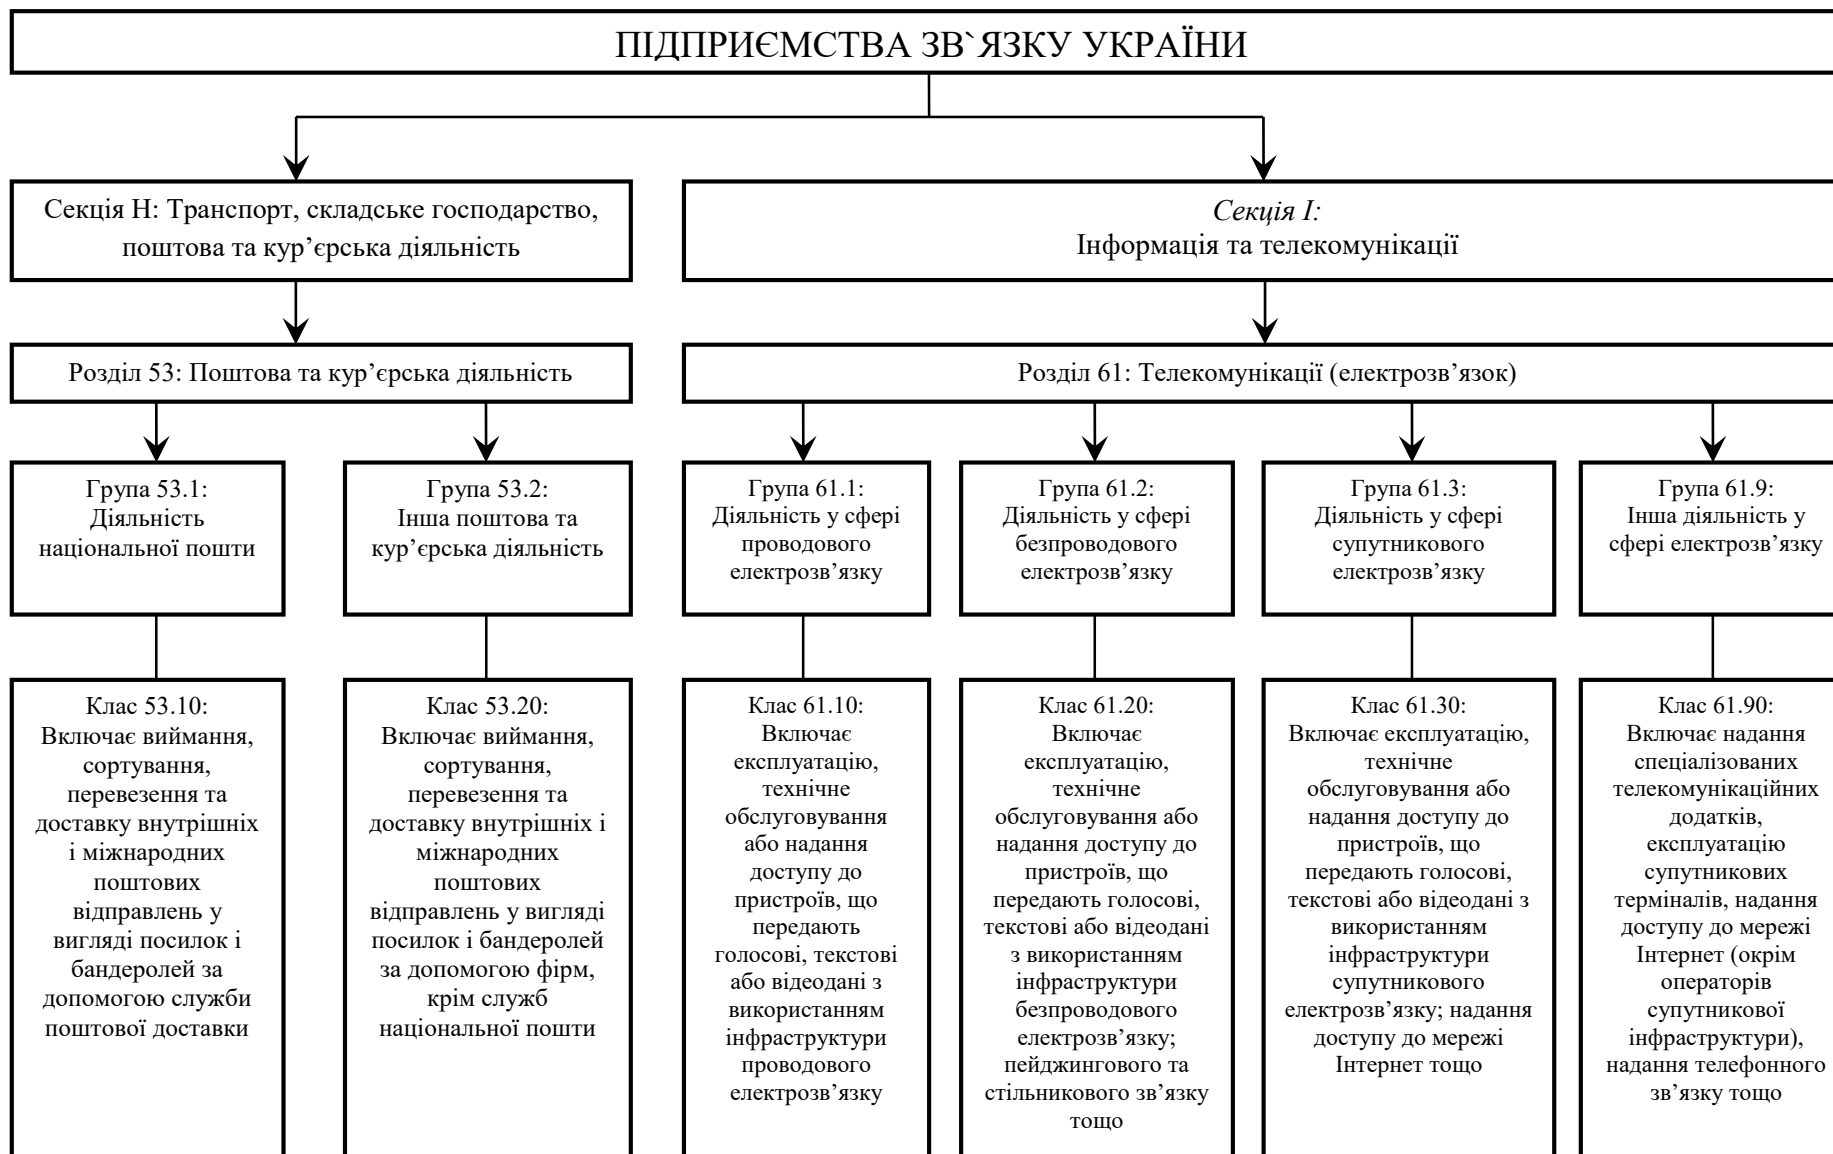 ПІДПРИЄМСТВА ЗВ`ЯЗКУ УКРАЇНИ
Секція Н: Транспорт, складське господарство,
поштова та кур’єрська діяльність
Секція І:
Інформація та телекомунікації
Розділ 53: Поштова та кур’єрська діяльність
Розділ 61: Телекомунікації (електрозв’язок)
Група 53.1:
Діяльність
національної пошти
Група 53.2:
Інша поштова та
кур’єрська діяльність
Група 61.1:
Діяльність у сфері
проводового
електрозв’язку
Група 61.2:
Діяльність у сфері
безпроводового
електрозв’язку
Група 61.3:
Діяльність у сфері
супутникового
електрозв’язку
Група 61.9:
Інша діяльність у
сфері електрозв’язку
Клас 53.10:
Включає виймання,
сортування,
перевезення та
доставку внутрішніх
і міжнародних
поштових
відправлень у
вигляді посилок і
бандеролей за
допомогою служби
поштової доставки
Клас 53.20:
Включає виймання,
сортування,
перевезення та
доставку внутрішніх і
міжнародних
поштових
відправлень у вигляді
посилок і бандеролей
за допомогою фірм,
крім служб
національної пошти
Клас 61.10:
Включає
експлуатацію,
технічне
обслуговування
або надання
доступу до
пристроїв, що
передають
голосові, текстові
або відеодані з
використанням
інфраструктури
проводового
електрозв’язку
Клас 61.20:
Включає
експлуатацію,
технічне
обслуговування або
надання доступу до
пристроїв, що
передають голосові,
текстові або відеодані
з використанням
інфраструктури
безпроводового
електрозв’язку;
пейджингового та
стільникового зв’язку
тощо
Клас 61.30:
Включає експлуатацію,
технічне
обслуговування або
надання доступу до
пристроїв, що
передають голосові,
текстові або відеодані з
використанням
інфраструктури
супутникового
електрозв’язку; надання
доступу до мережі
Інтернет тощо
Клас 61.90:
Включає надання
спеціалізованих
телекомунікаційних
додатків,
експлуатацію
супутникових
терміналів, надання
доступу до мережі
Інтернет (окрім
операторів
супутникової
інфраструктури),
надання телефонного
зв’язку тощо